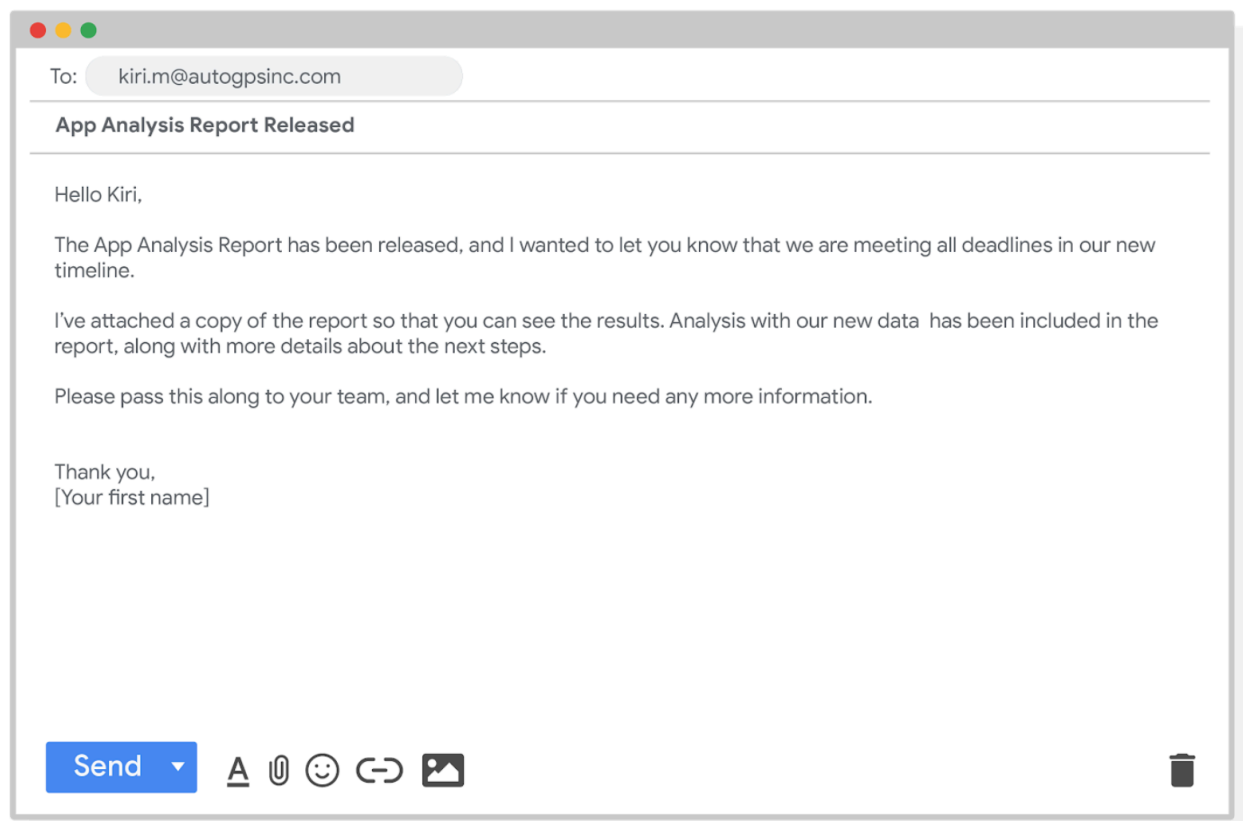 To: kiri.m@autogpsinc.com
App Analysis Report Released
Hello Kiri,
The App Analysis Report has been released, and I wanted to let you know that we are meeting all deadlines in our new
timeline.
I've attached a copy of the report so that you can see the results. Analysis with our new data  has been included in the
report, along with more details about the next steps.
Please pass this along to your team, and let me know if you need any more information.
Thank you,
[Your first name]
Send
A